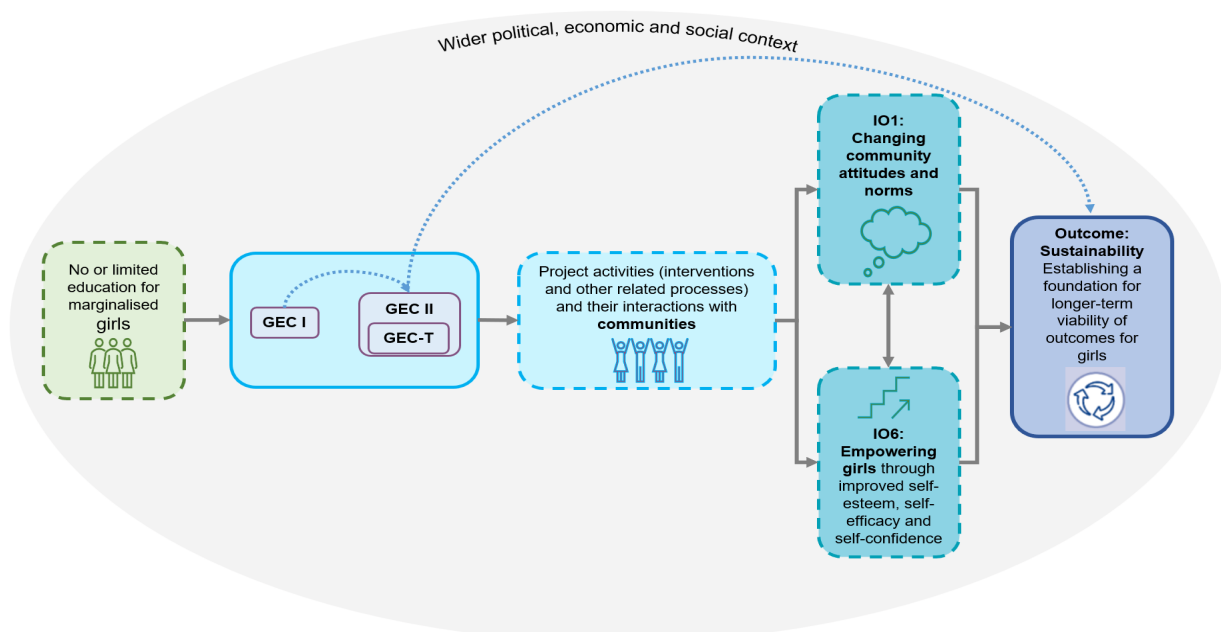 Wider political, economic and social context
No or limited
education for
marginalised
girls
GEC I
GEC II
GEC-T
Project activities (interventions
and other related processes)
and their interactions with
communities
IO1:
Changing
community
attitudes and
norms
IO6:
Empowering
girls through
improved self-
esteem, self-
efficacy and
self-confidence
Outcome:
Sustainability
Establishing a
foundation for
longer-term
viability of
outcomes for
girls